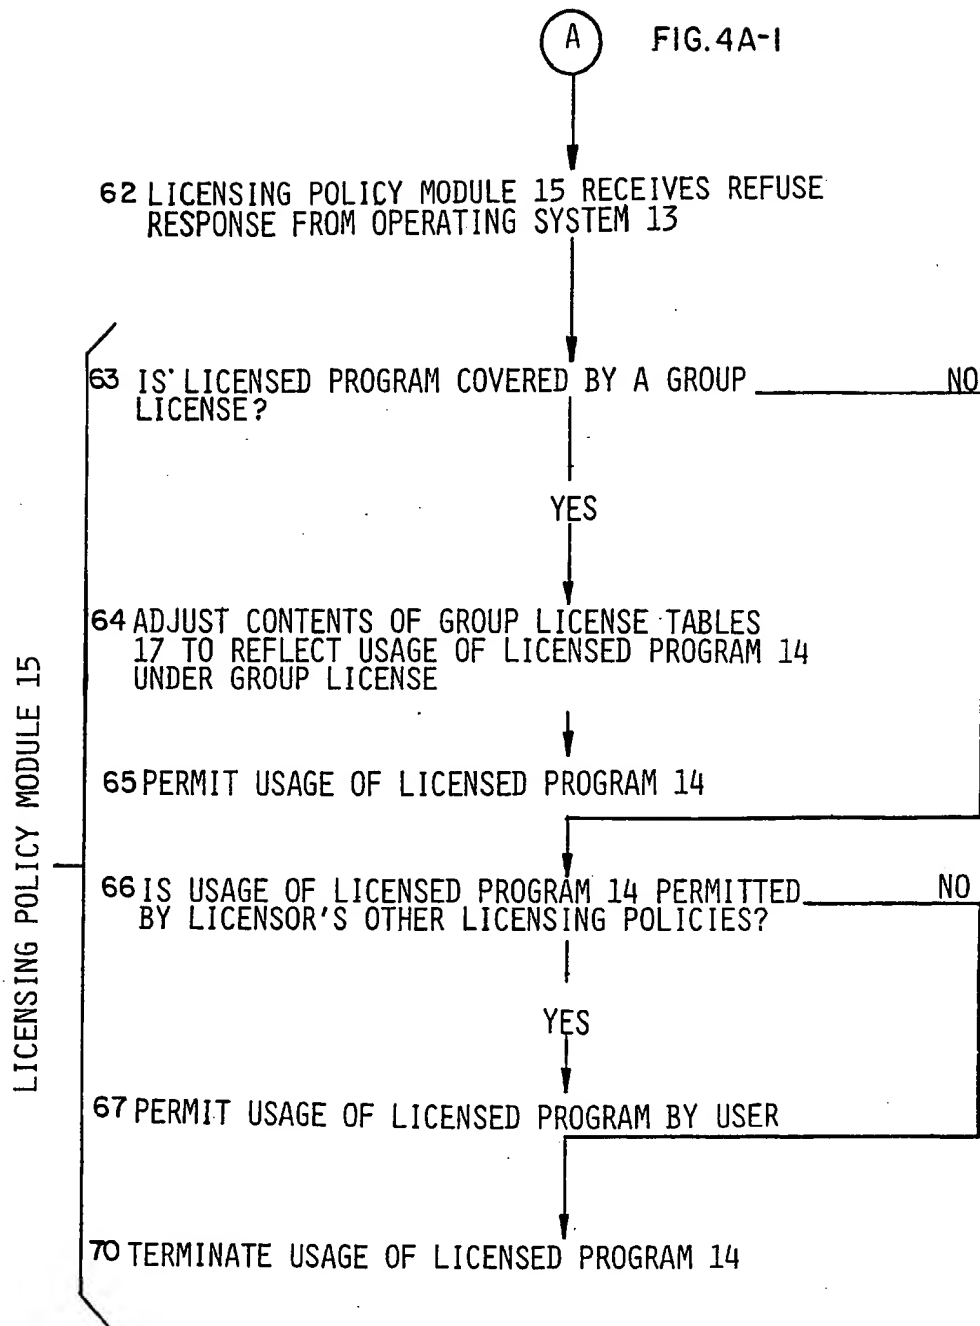 A FIG. 4A-1
62 LICENSING POLICY MODULE 15 RECEIVES REFUSE
RESPONSE FROM OPERATING SYSTEM 13
63 IS LICENSED PROGRAM COVERED BY A GROUP NO
LICENSE?
YES
64 ADJUST CONTENTS OF GROUP LICENSE TABLES
17 TO REFLECT USAGE OF LICENSED PROGRAM 14
UNDER GROUP LICENSE
65 PERMIT USAGE OF LICENSED PROGRAM 14
66 IS USAGE OF LICENSED PROGRAM 14 PERMITTED NO
BY LICENSOR'S OTHER LICENSING POLICIES?
YES
67 PERMIT USAGE OF LICENSED PROGRAM BY USER
70 TERMINATE USAGE OF LICENSED PROGRAM 14
LICENSING POLICY MODULE 15